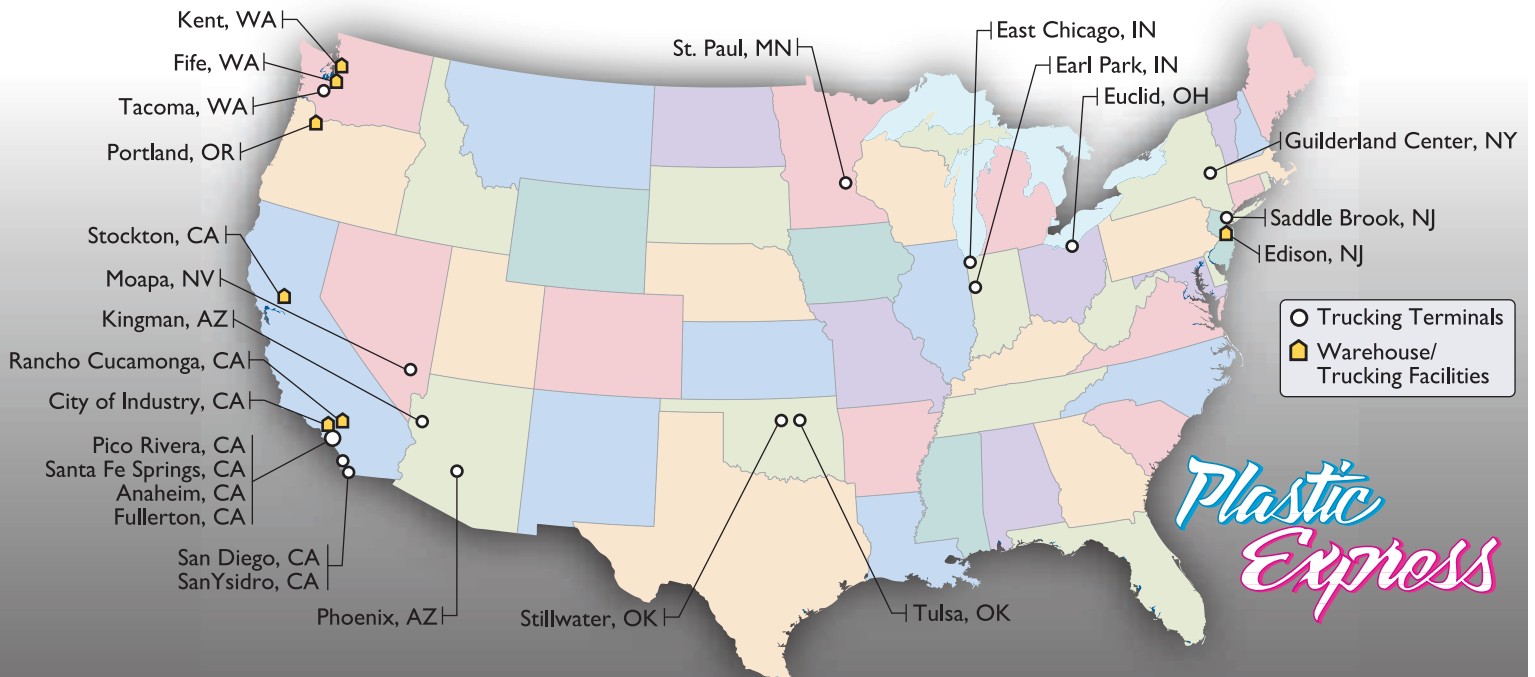 Kent, WA
Fife, WA
Tacoma, WA
Portland, OR
Stockton, CA
Moapa, NV
Kingman, AZ
Rancho Cucamonga, CA
City of Industry, CA
Pico Rivera, CA
Santa Fe Springs, CA
Anaheim, CA
Fullerton, CA
San Diego, CA
SanYsidro, CA
Phoenix, AZ
Stillwater, OK
Tulsa, OK
St. Paul, MN
East Chicago, IN
Earl Park, IN
Euclid, OH
Guilderland Center, NY
Saddle Brook, NJ
Edison, NJ
Trucking Terminals
Warehouse/
Trucking Facilities
Plastic
Express